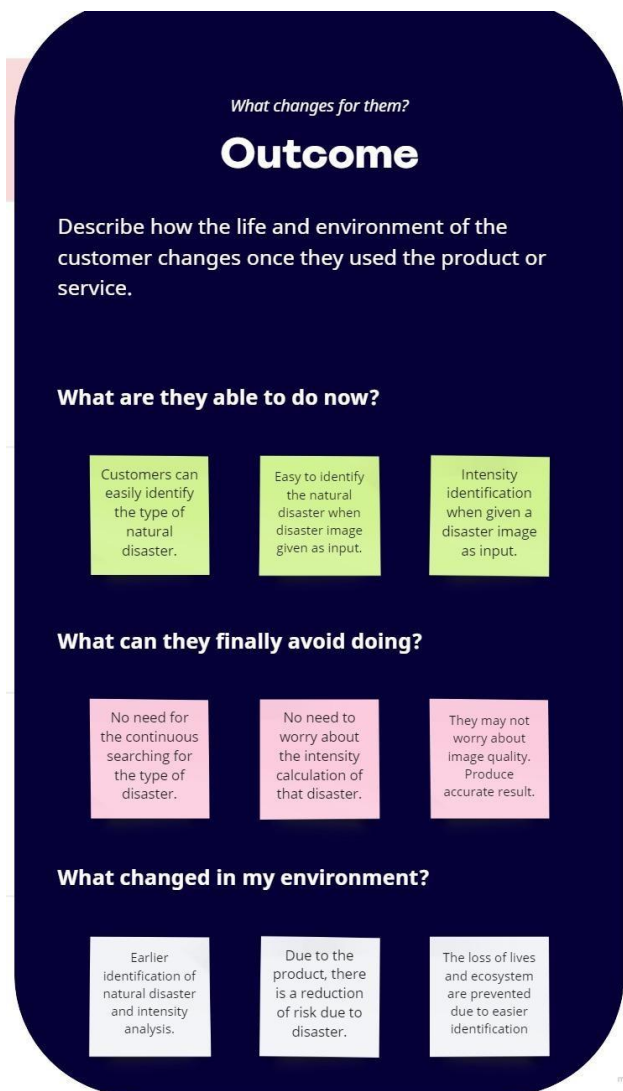 What changes for them?
Outcome
Describe how the life and environment of the
customer changes once they used the product or
service.
What are they able to do now?
Customers can
easily identify
the type of
natural
disaster.
Easy to identify
the natural
disaster when
disaster image
given as input.
Intensity
identification
when given a
disaster image
as input.
What can they finally avoid doing?
No need for
the continuous
searching for
the type of
disaster.
No need to
worry about
the intensity
calculation of
that disaster.
They may not
worry about
image quality.
Produce
accurate result.
What changed in my environment?
Earlier
identification of
natural disaster
and intensity
analysis.
Due to the
product, there
is a reduction
of risk due to
disaster.
The loss of lives
and ecosystem
are prevented
due to easier
identification